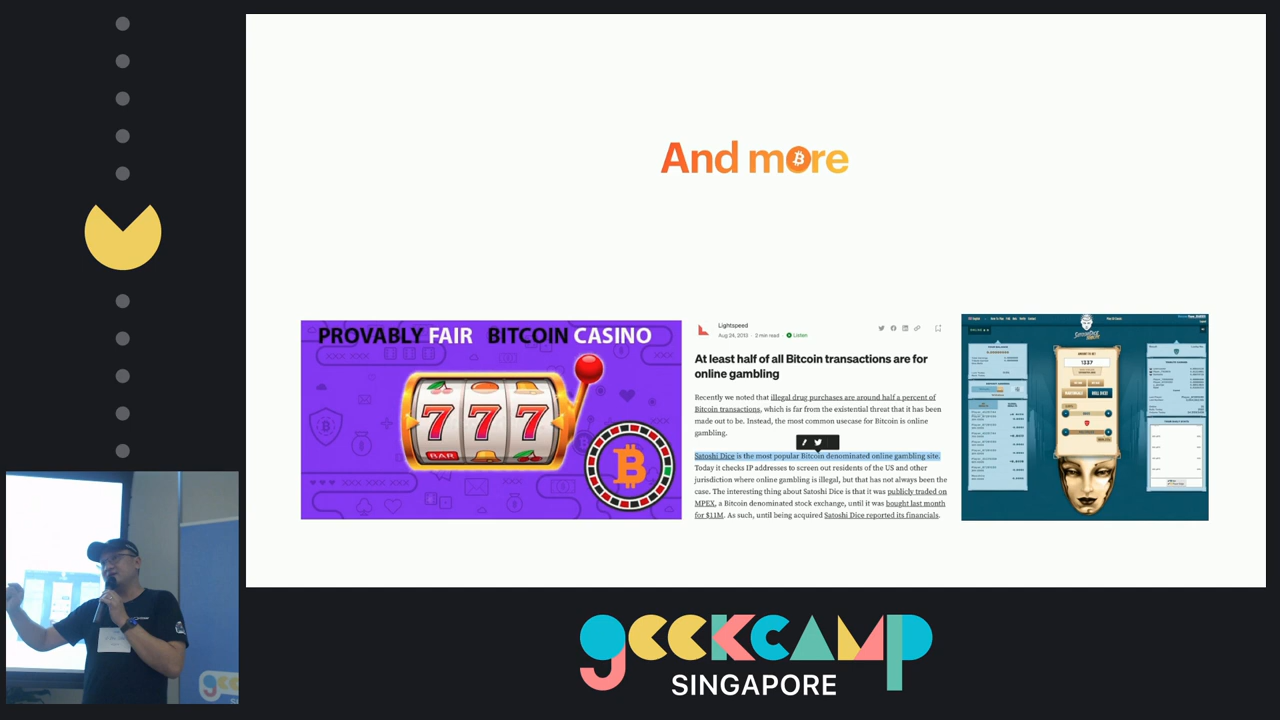 And more
PROVABLY FAIR BITCOIN CASINO
777
BAR
Lightspeed
Aug 24, 2013 · 2 min read · Listen
At least half of all Bitcoin transactions are for
online gambling
Recently we noted that illegal drug purchases are around half a percent of
Bitcoin transactions, which is far from the existential threat that it has been
made out to be. Instead, the most common usecase for Bitcoin is online
gambling.
Satoshi Dice is the most popular Bitcoin denominated online gambling site.
Today it checks IP addresses to screen out residents of the US and other
jurisdiction where online gambling is illegal, but that has not always been the
case. The interesting thing about Satoshi Dice is that it was publicly traded on
MPEX, a Bitcoin denominated stock exchange, until it was bought last month
for $11M. As such, until being acquired Satoshi Dice reported its financials.
1337
geekcamp
SINGAPORE